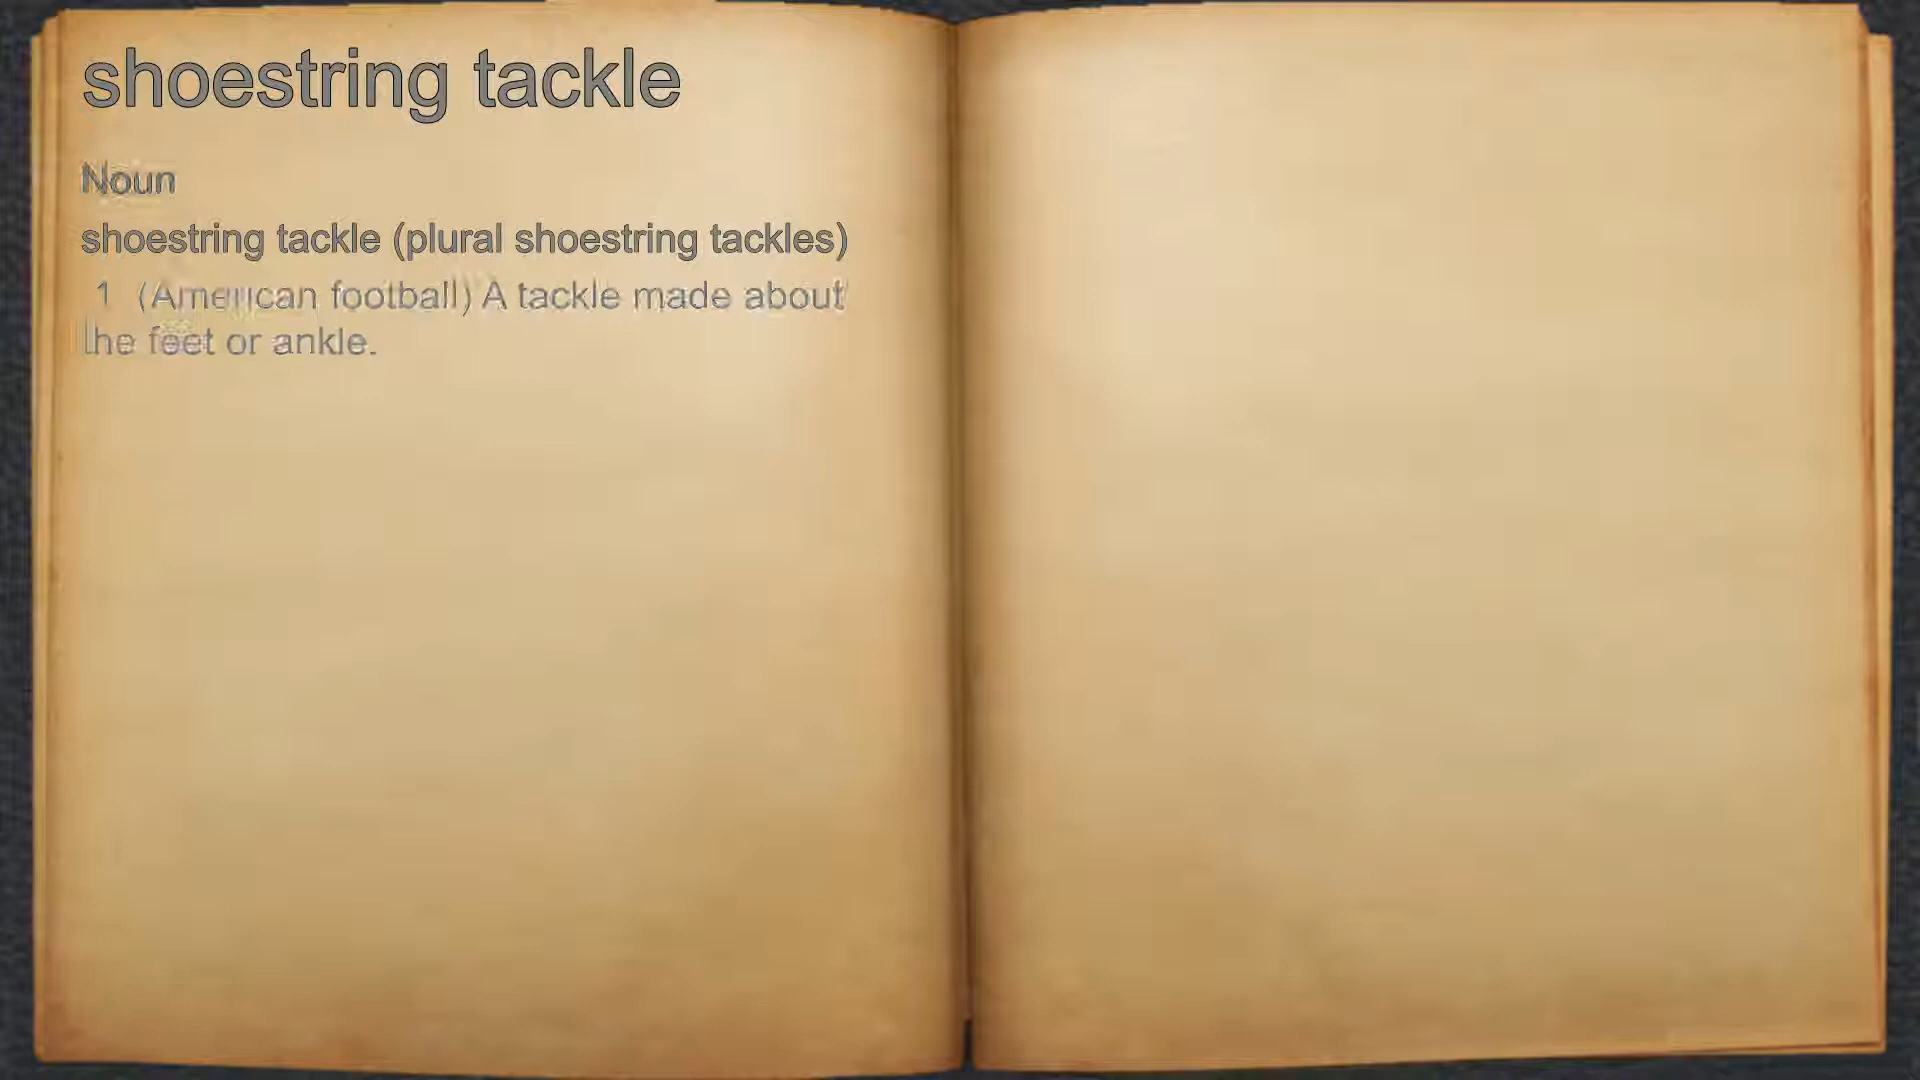 shoestring tackle
Noun
shoestring tackle (plural shoestring tackles)
1 (American football) A tackle made about
the feet or ankle.